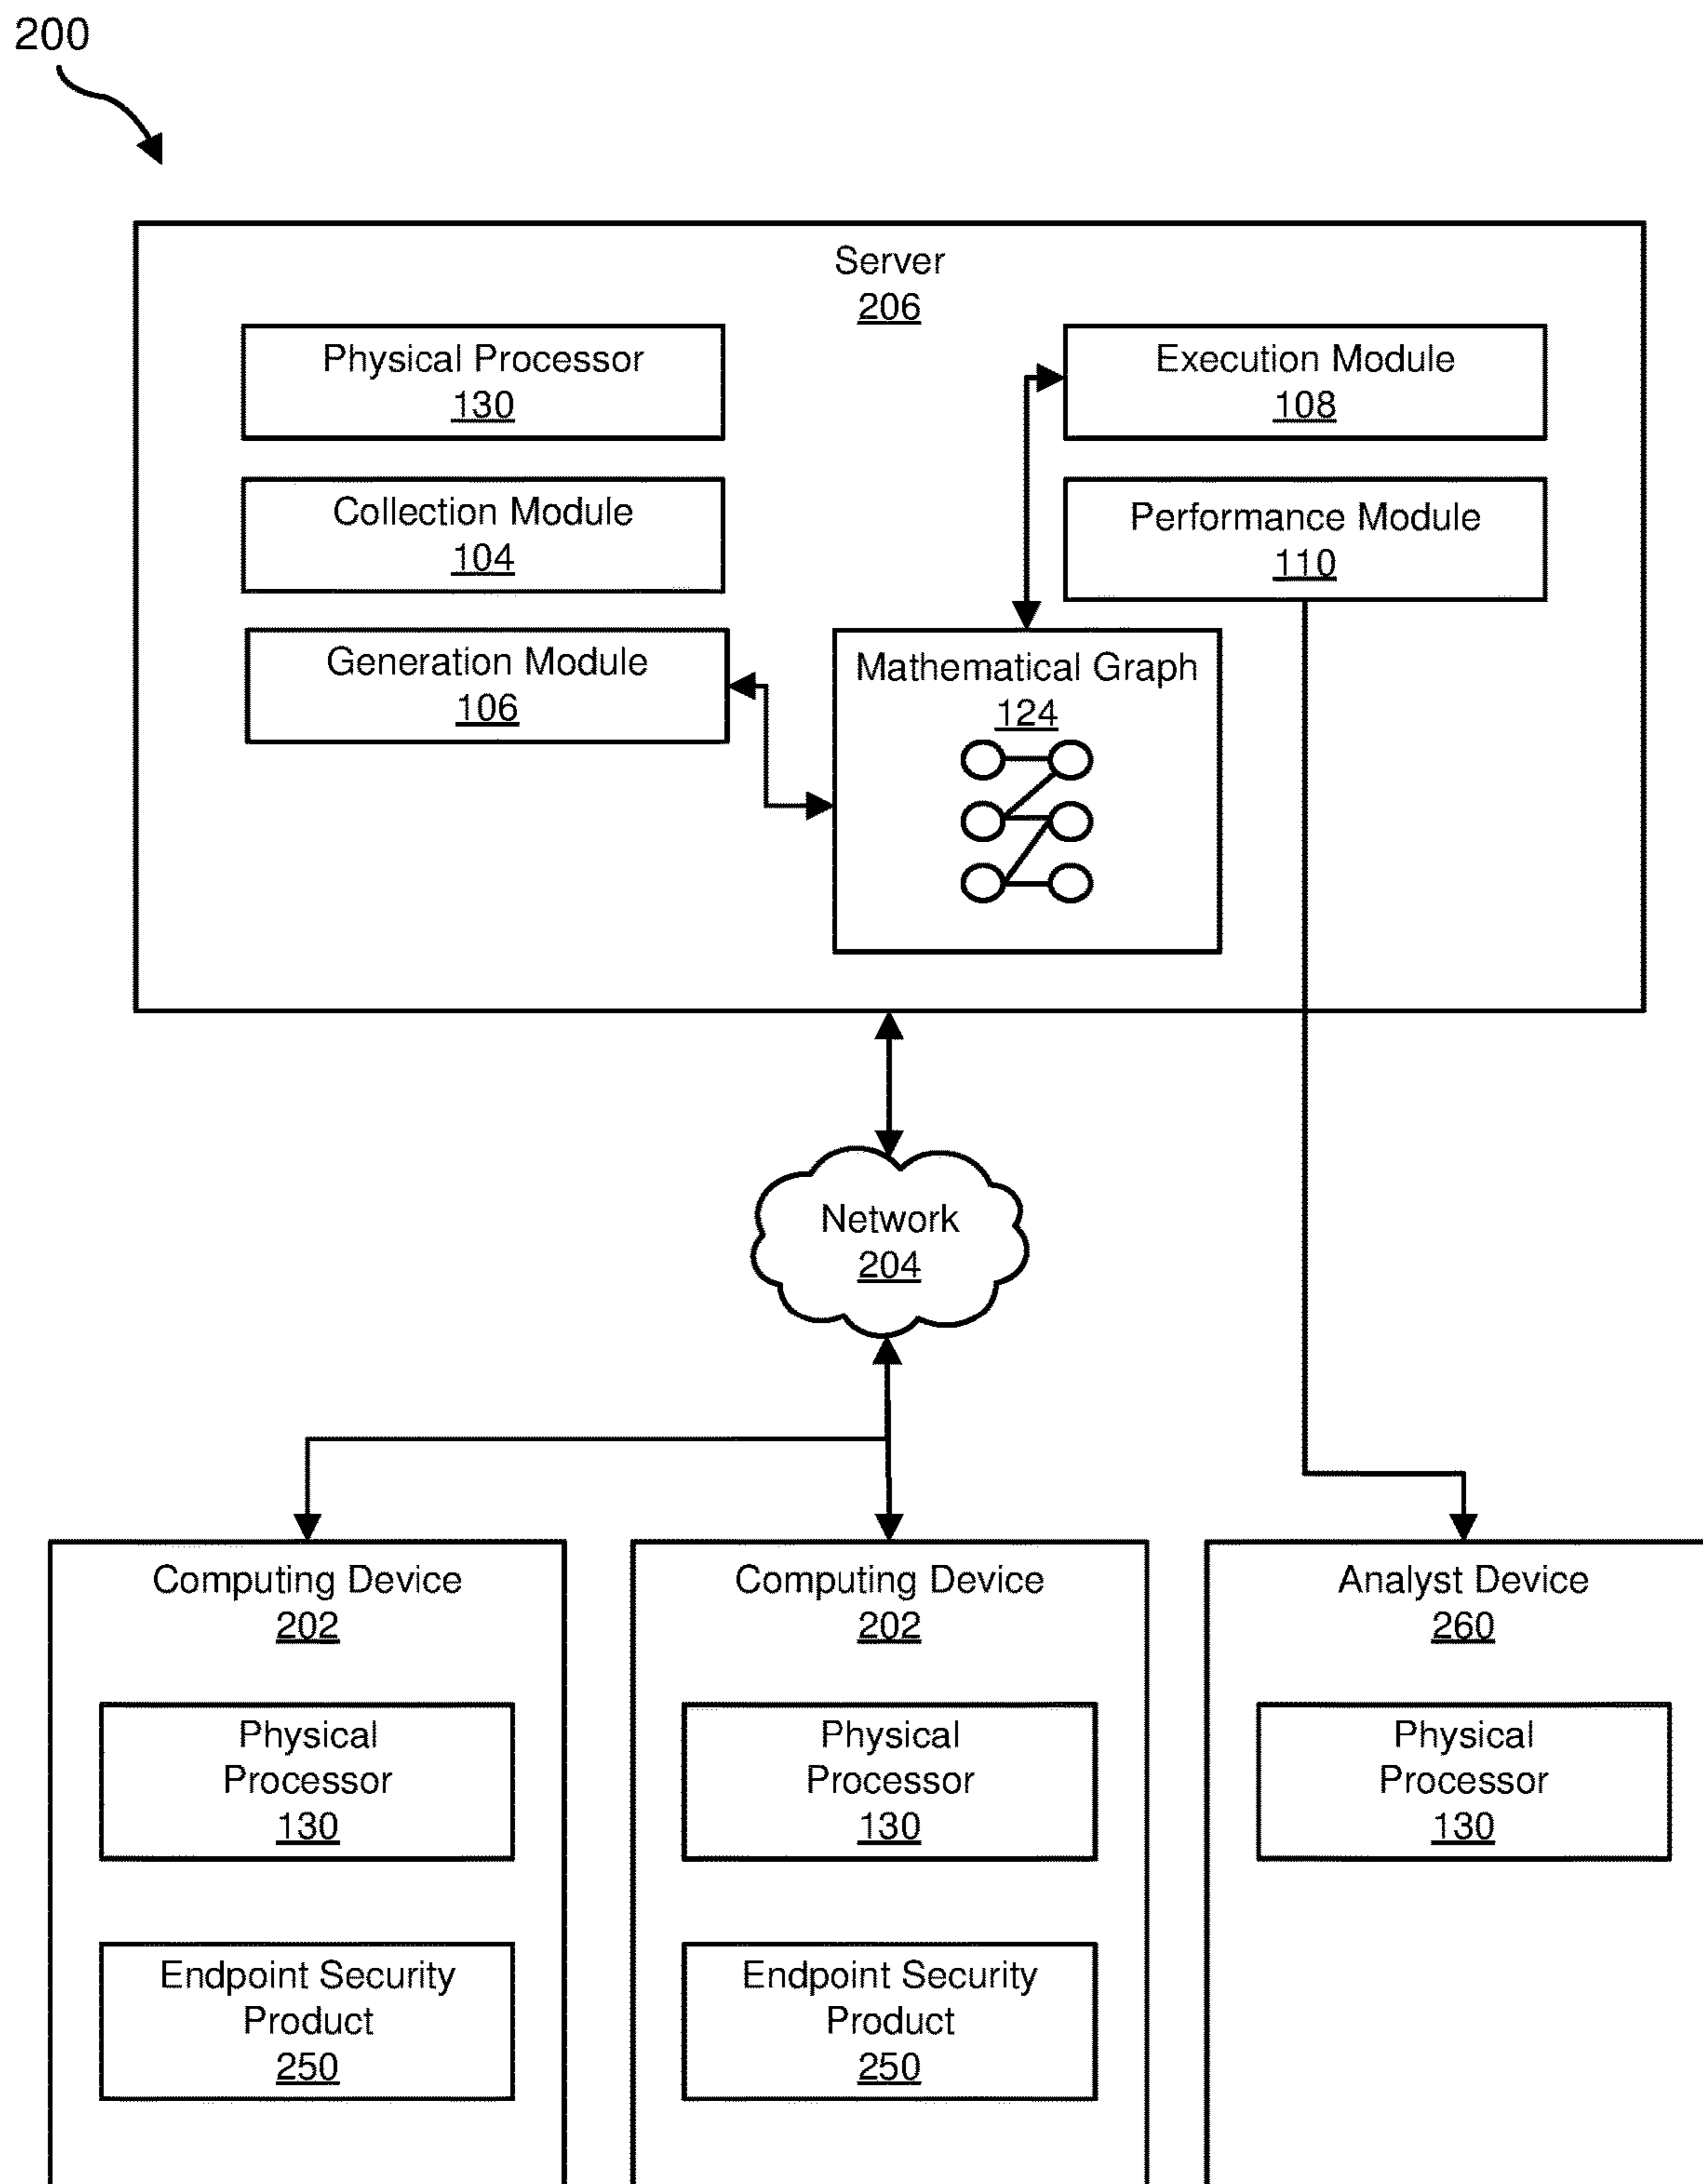 200
Server
206
Physical Processor
130
Execution Module
108
Collection Module
104
Performance Module
110
Generation Module
106
Mathematical Graph
124
Network
204
Computing Device
202
Physical
Processor
130
Endpoint Security
Product
250
Computing Device
202
Physical
Processor
130
Endpoint Security
Product
250
Analyst Device
260
Physical
Processor
130